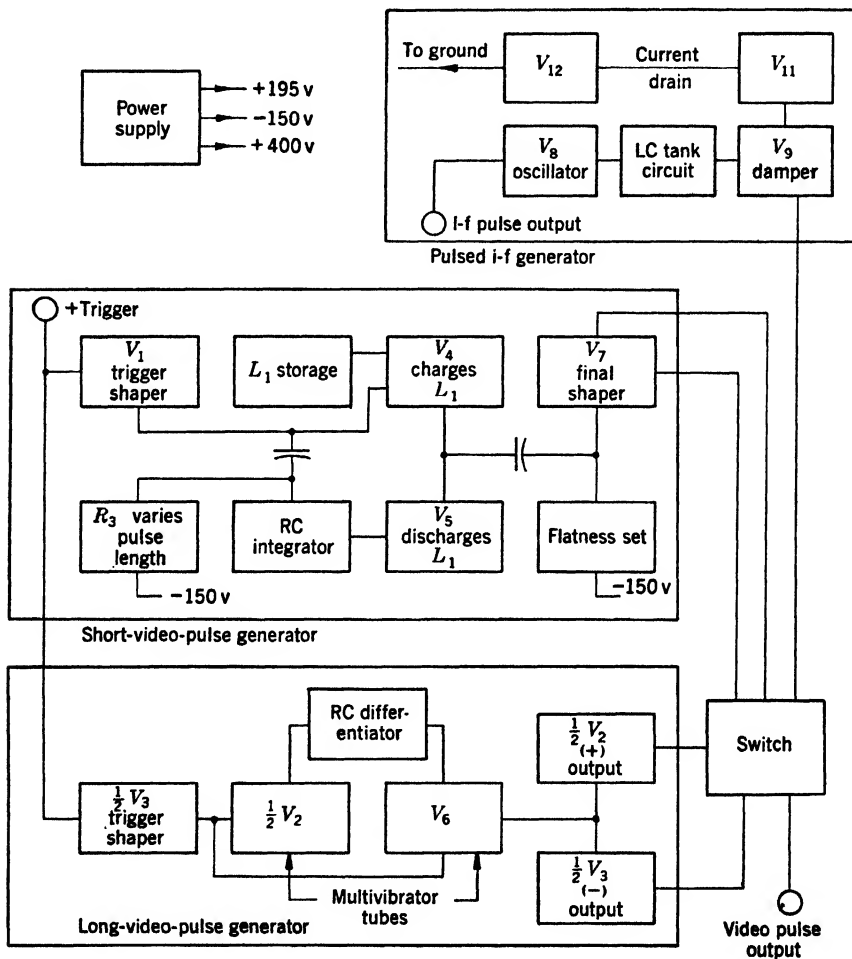 To ground
V12
Current
drain
V11
Power
supply
+195 v
−150 v
+400 v
V8
oscillator
LC tank
circuit
V9
damper
I-f pulse output
Pulsed i-f generator
+Trigger
V1
trigger
shaper
L1 storage
V4
charges
L1
V7
final
shaper
R3 varies
pulse
length
RC
integrator
V5
discharges
L1
Flatness set
−150 v
−150 v
Short-video-pulse generator
RC differ-
entiator
½ V2
(+)
output
Switch
½ V3
trigger
shaper
½ V2
V6
½ V3
(−)
output
Multivibrator
tubes
Long-video-pulse generator
Video pulse
output